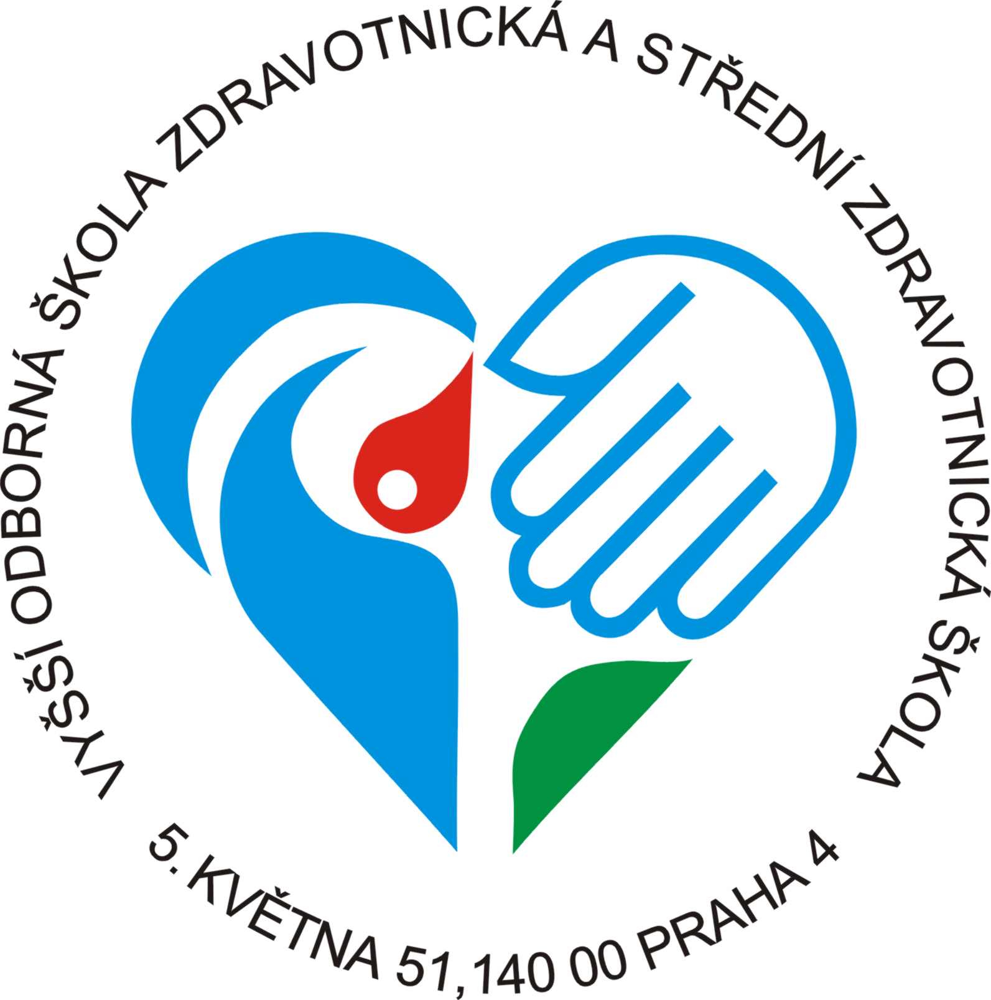 VYŠŠÍ ODBORNÁ ŠKOLA ZDRAVOTNICKÁ A STŘEDNÍ ZDRAVOTNICKÁ ŠKOLA
5. KVĚTNA 51,140 00 PRAHA 4